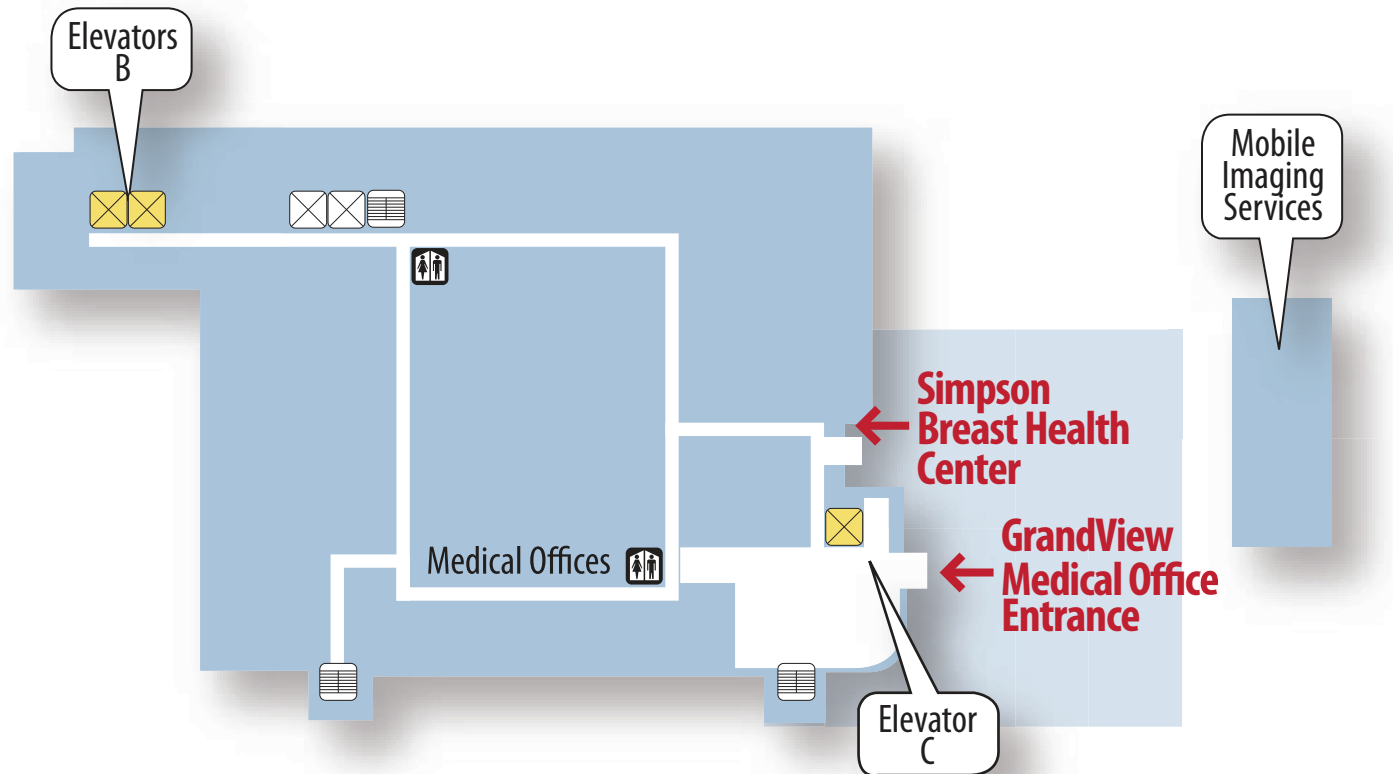 Elevators
B
Mobile
Imaging
Services
Simpson
Breast Health
Center
Medical Offices
GrandView
Medical Office
Entrance
Elevator
C